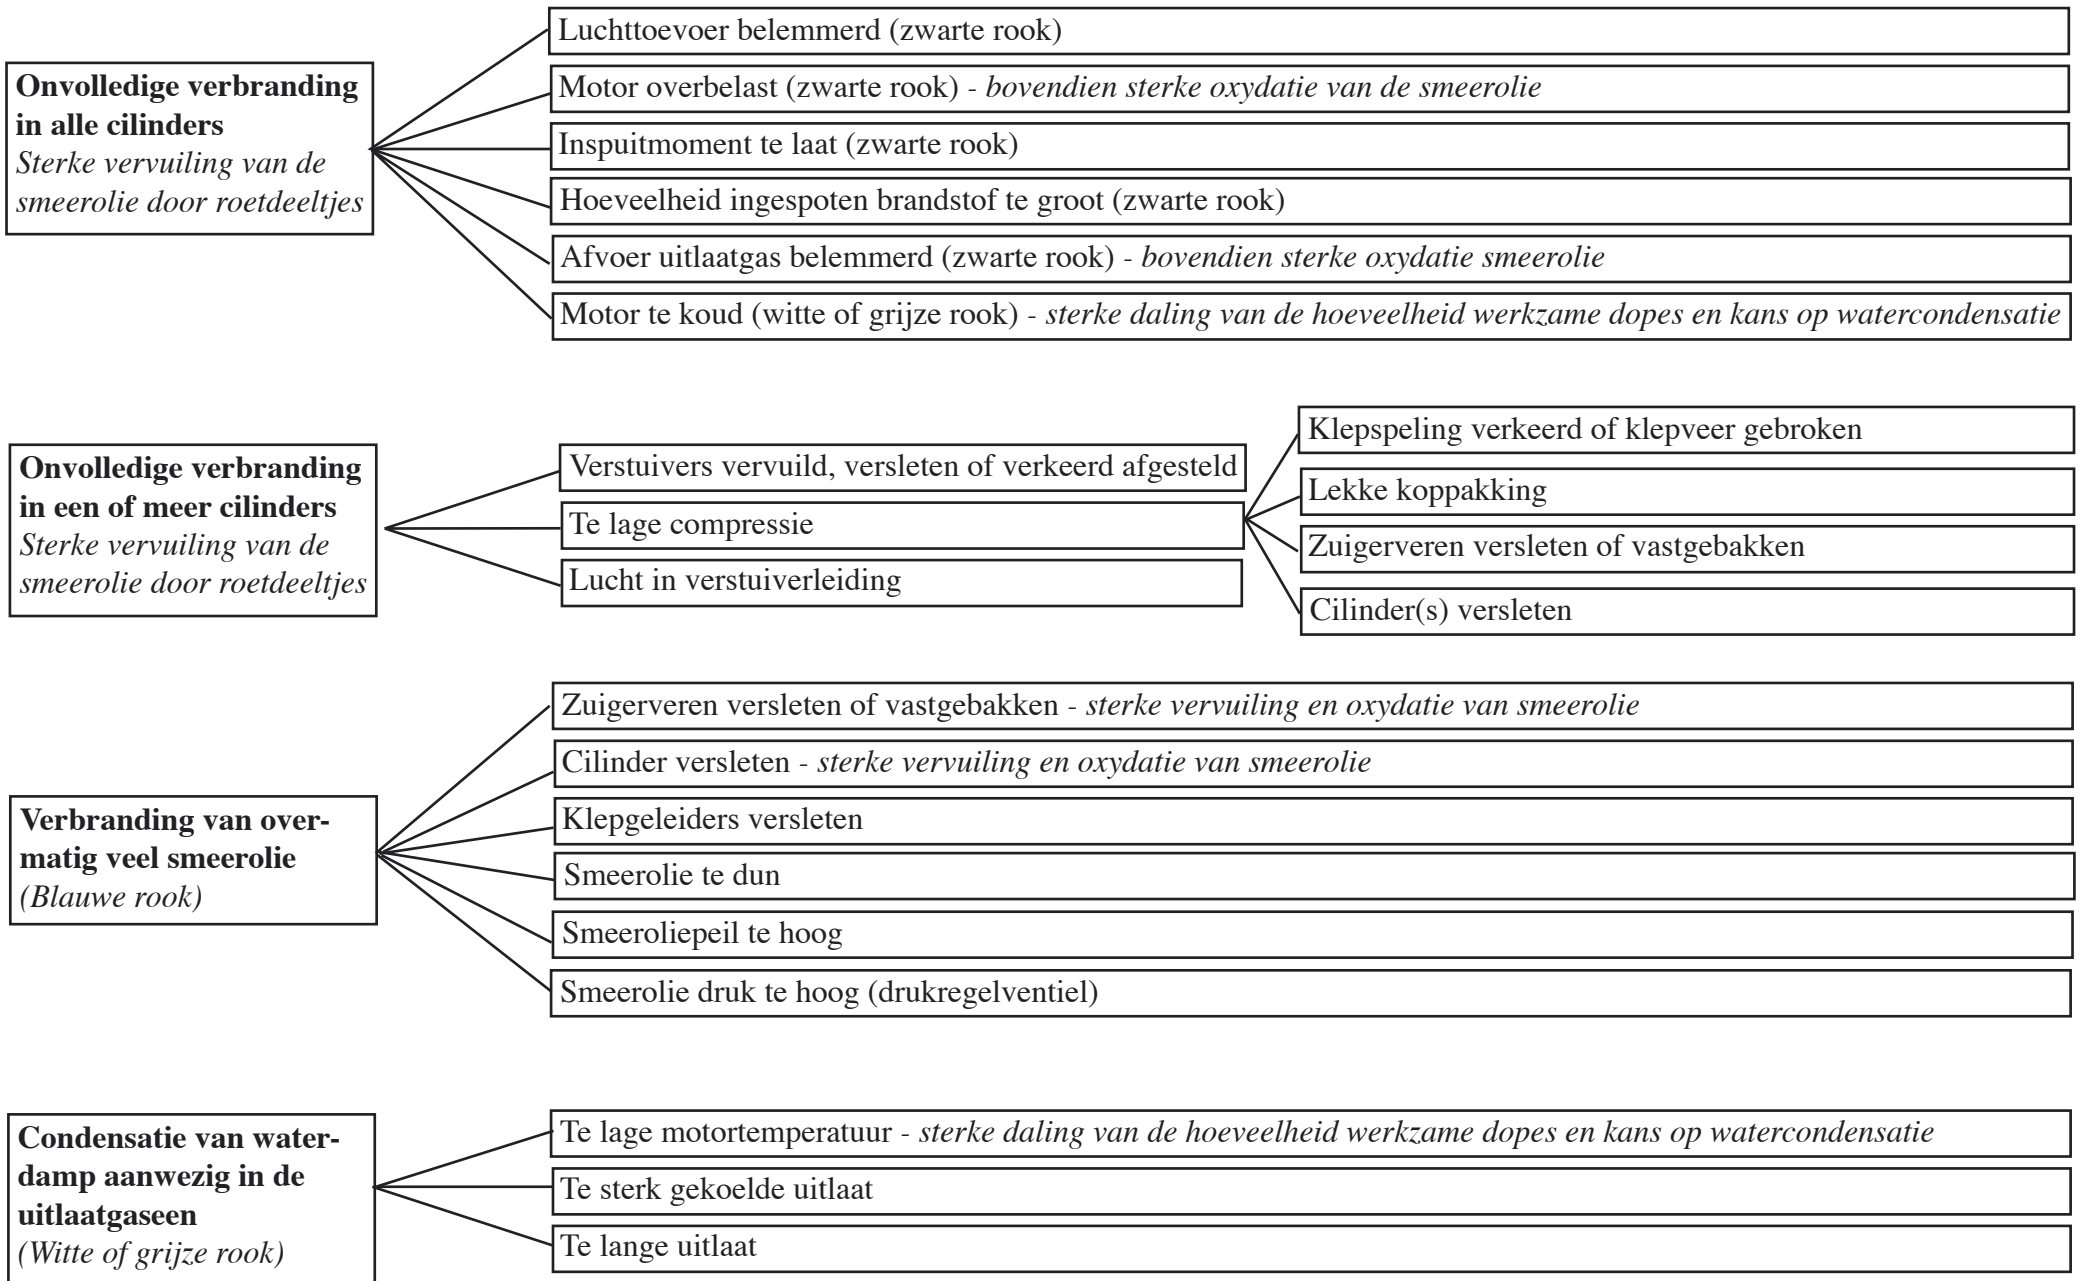 Onvolledige verbranding
in alle cilinders
Sterke vervuiling van de
smeerolie door roetdeeltjes
Luchttoevoer belemmerd (zwarte rook)
Motor overbelast (zwarte rook) - bovendien sterke oxydatie van de smeerolie
Inspuitmoment te laat (zwarte rook)
Hoeveelheid ingespoten brandstof te groot (zwarte rook)
Afvoer uitlaatgas belemmerd (zwarte rook) - bovendien sterke oxydatie smeerolie
Motor te koud (witte of grijze rook) - sterke daling van de hoeveelheid werkzame dopes en kans op watercondensatie
Onvolledige verbranding
in een of meer cilinders
Sterke vervuiling van de
smeerolie door roetdeeltjes
Verstuivers vervuild, versleten of verkeerd afgesteld
Te lage compressie
Lucht in verstuiverleiding
Klepspeling verkeerd of klepveer gebroken
Lekke koppakking
Zuigerveren versleten of vastgebakken
Cilinder(s) versleten
Verbranding van over-
matig veel smeerolie
(Blauwe rook)
Zuigerveren versleten of vastgebakken - sterke vervuiling en oxydatie van smeerolie
Cilinder versleten - sterke vervuiling en oxydatie van smeerolie
Klepgeleiders versleten
Smeerolie te dun
Smeeroliepeil te hoog
Smeerolie druk te hoog (drukregelventiel)
Condensatie van water-
damp aanwezig in de
uitlaatgaseen
(Witte of grijze rook)
Te lage motortemperatuur - sterke daling van de hoeveelheid werkzame dopes en kans op watercondensatie
Te sterk gekoelde uitlaat
Te lange uitlaat